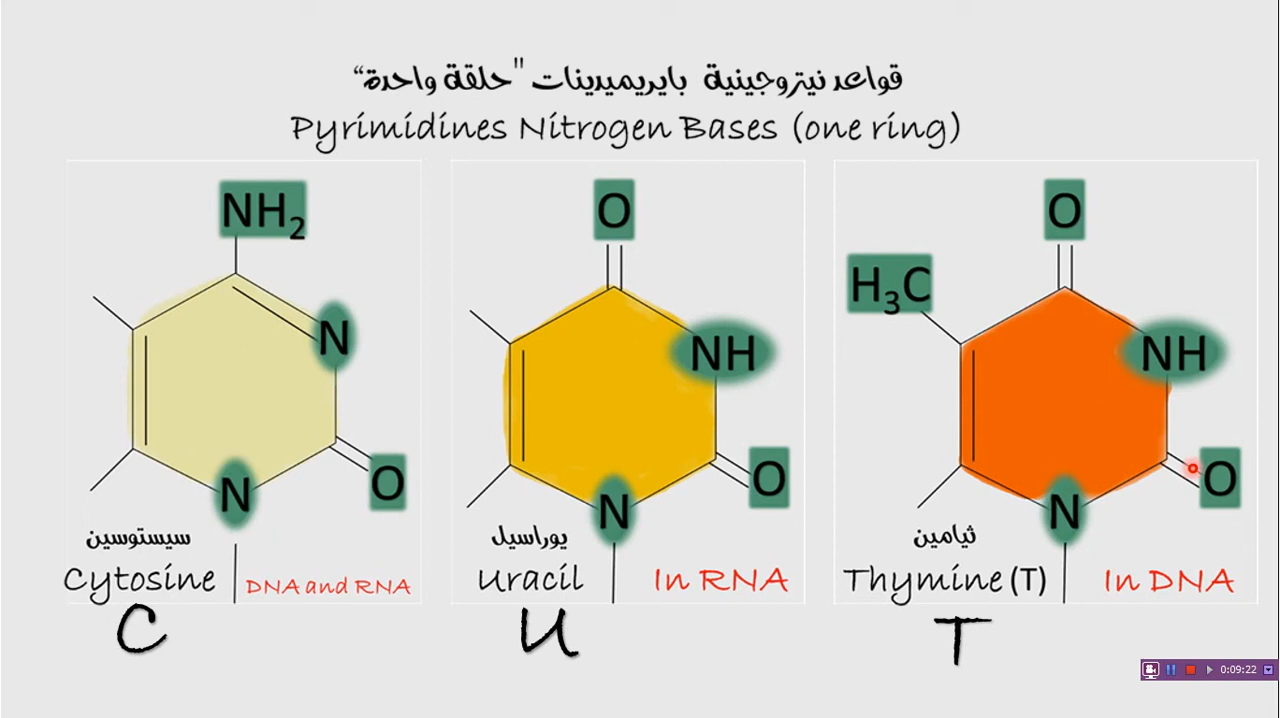 قواعد نيتروجينية بايريميدينات "حلقة واحدة“
Pyrimidines Nitrogen Bases (one ring)
NH2
N
O
N
سيستوسين
Cytosine
DNA and RNA
C
O
NH
O
N
يوراسيل
Uracil
In RNA
U
O
H3C
NH
O
N
ثيامين
Thymine (T)
In DNA
T
0:09:22